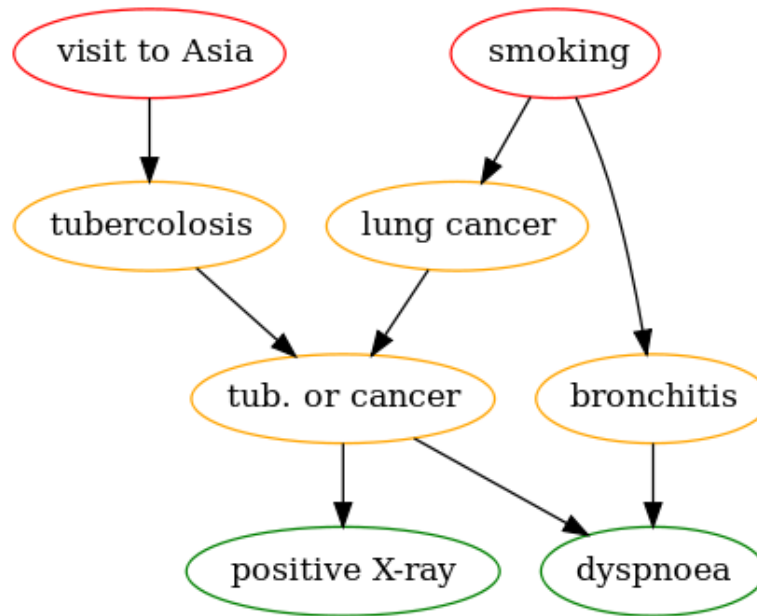 visit to Asia
smoking
tubercolosis
lung cancer
tub. or cancer
bronchitis
positive X-ray
dyspnoea